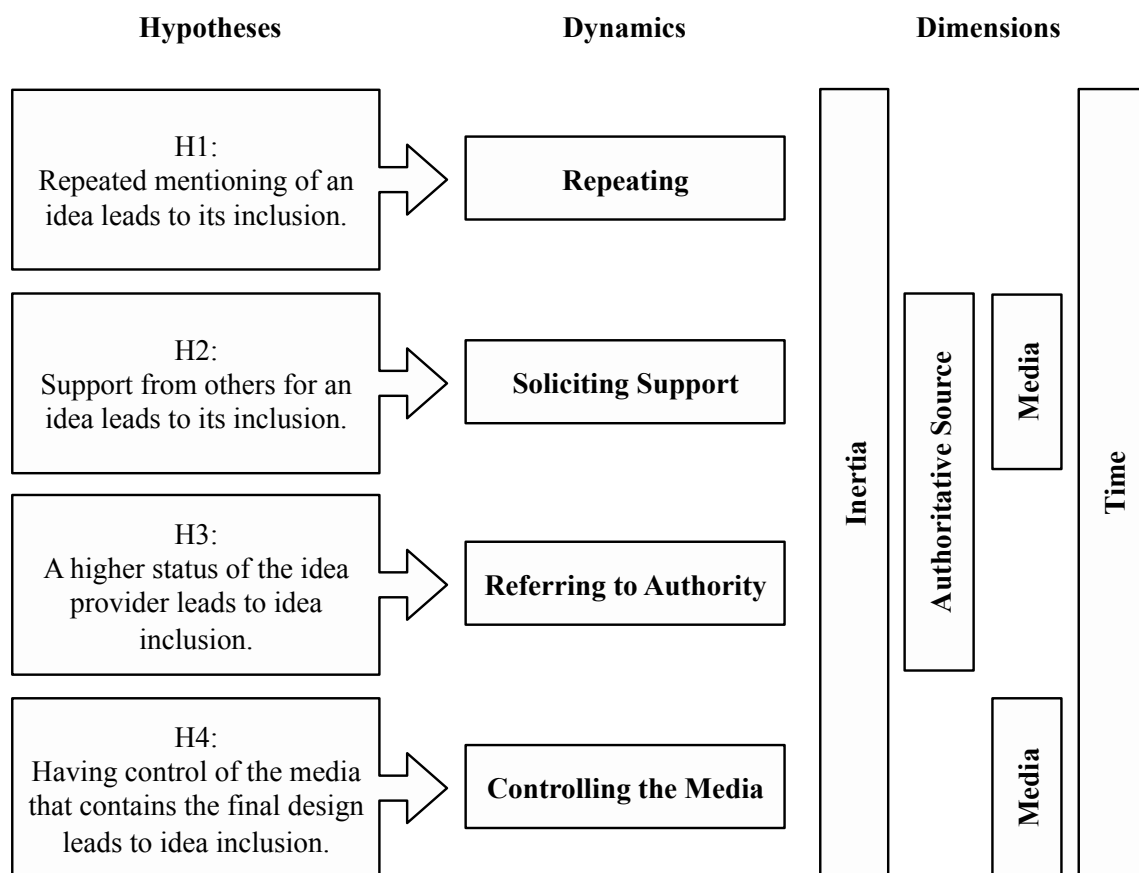 Hypotheses
Dynamics
Dimensions
H1:
Repeated mentioning of an
idea leads to its inclusion.
Repeating
H2:
Support from others for an
idea leads to its inclusion.
Soliciting Support
H3:
A higher status of the idea
provider leads to idea
inclusion.
Referring to Authority
H4:
Having control of the media
that contains the final design
leads to idea inclusion.
Controlling the Media
Inertia
Authoritative Source
Media
Media
Time